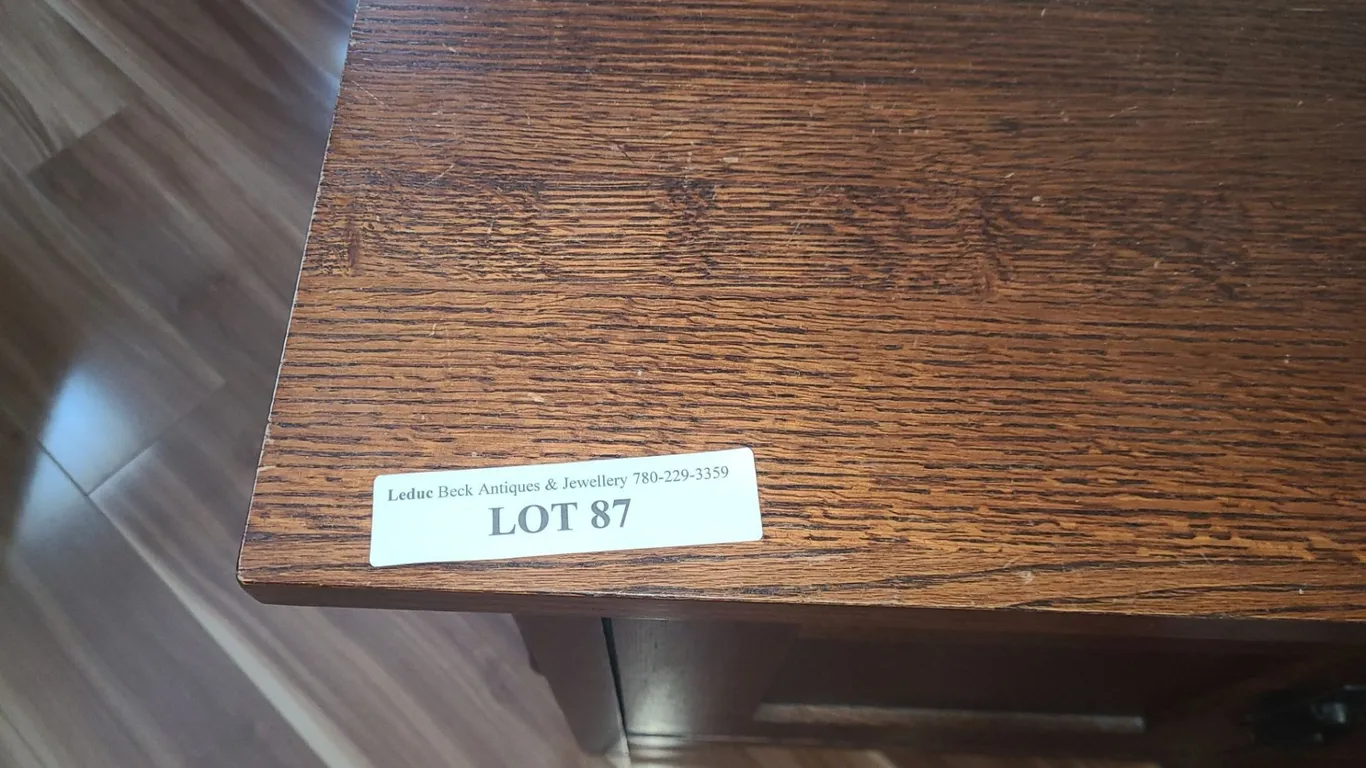 Leduc Beck Antiques & Jewellery 780-229-3359
LOT 87